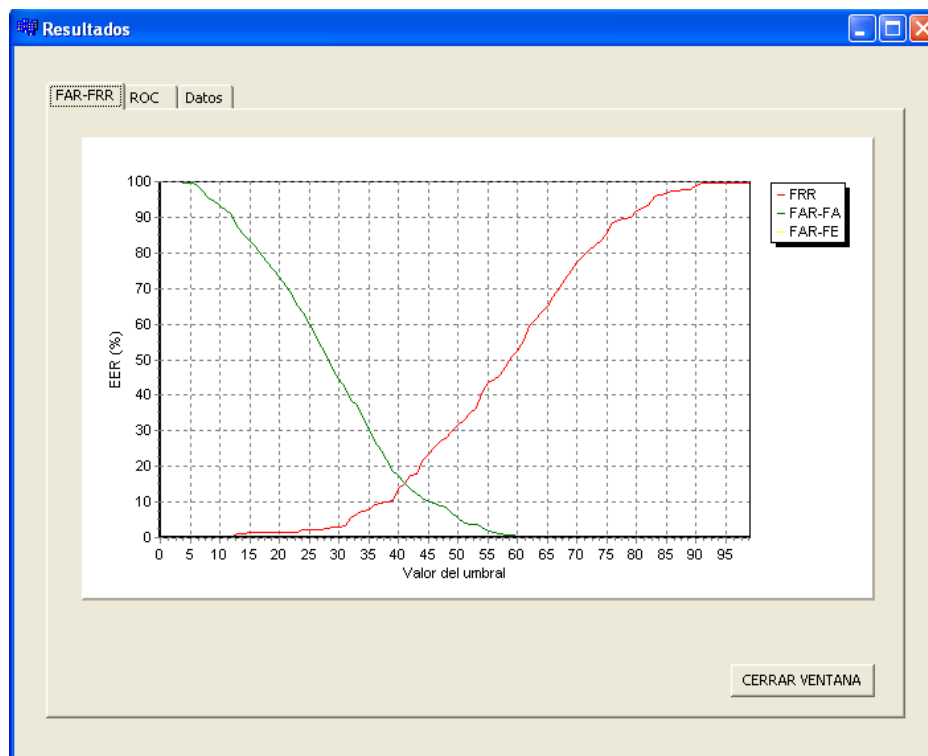 Resultados
FAR-FRR ROC Datos
100
90
80
70
60
50
40
30
20
10
0
EER (%)
0 5 10 15 20 25 30 35 40 45 50 55 60 65 70 75 80 85 90 95
Valor del umbral
FRR
FAR-FA
FAR-FE
CERRAR VENTANA